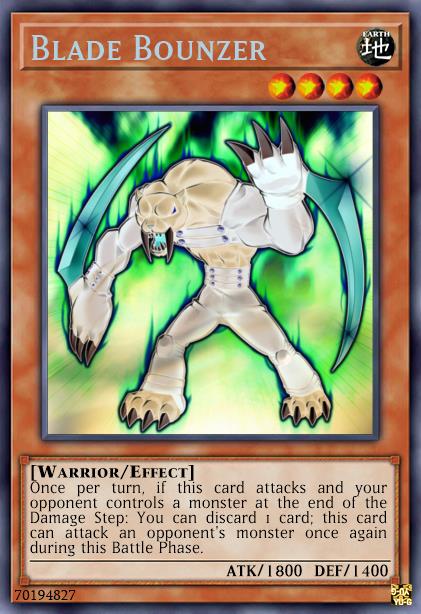 BLADE BOUNZER
EARTH
地
[WARRIOR/EFFECT]
Once per turn, if this card attacks and your
opponent controls a monster at the end of the
Damage Step: You can discard 1 card; this card
can attack an opponent's monster once again
during this Battle Phase.
ATK/1800 DEF/1400
70194827